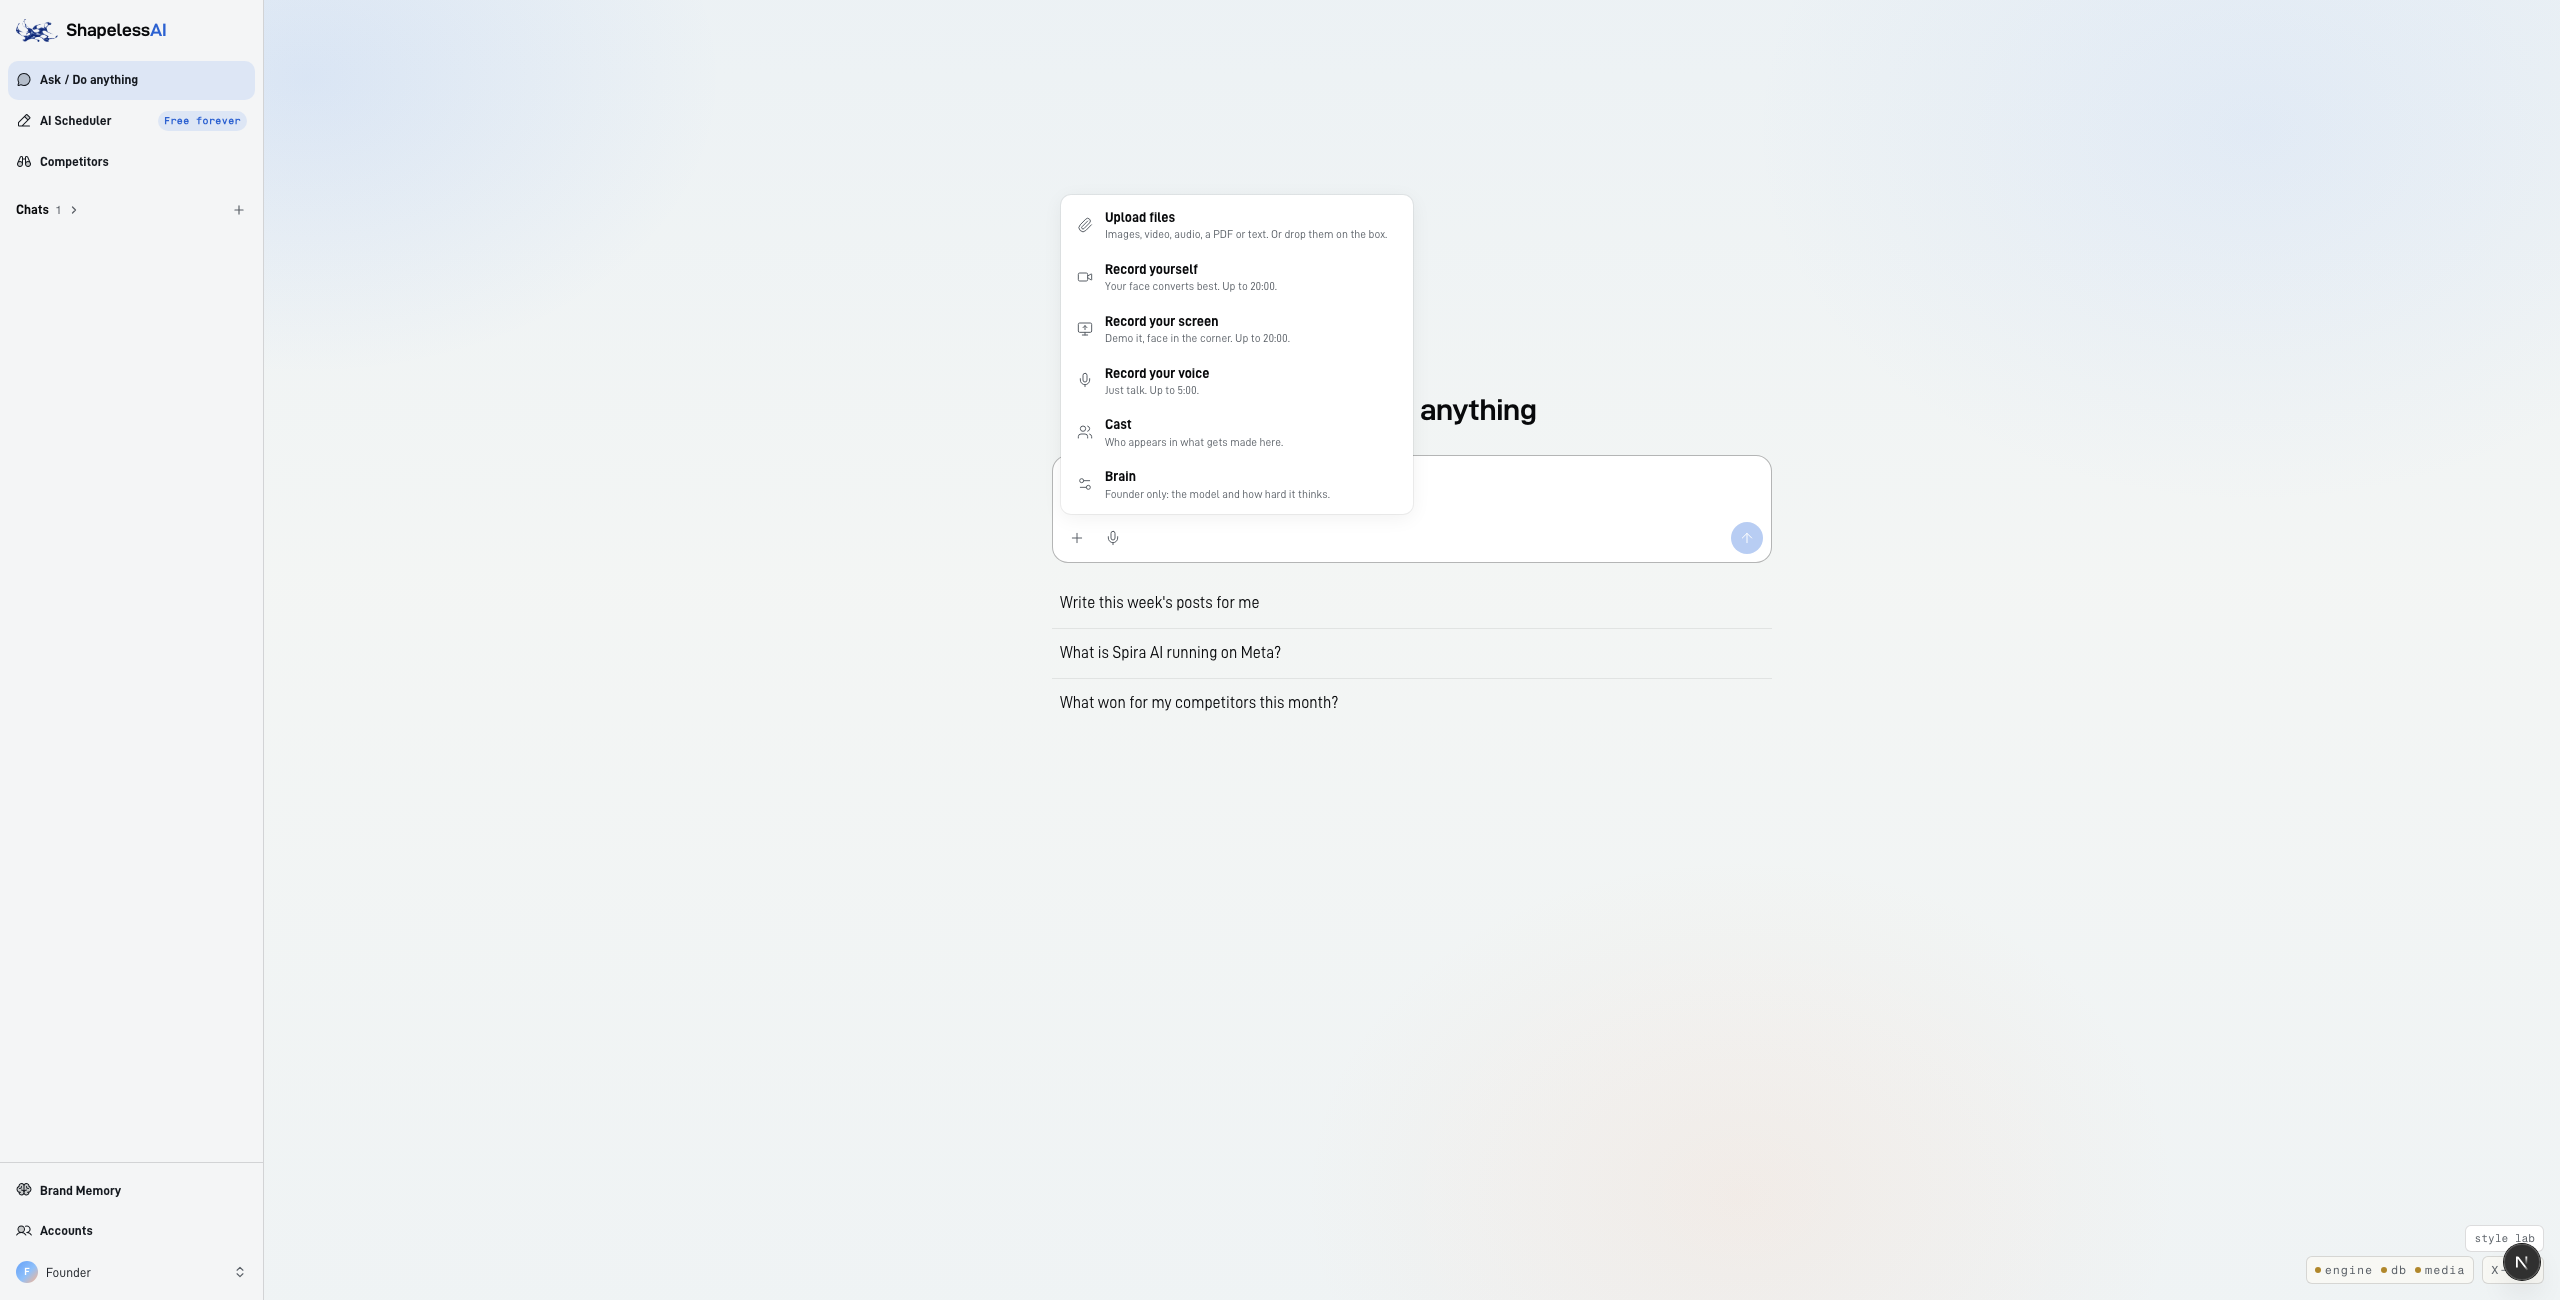 ShapelessAI
Ask / Do anything
AI Scheduler
Free forever
Competitors
Chats 1
Upload files
Images, video, audio, a PDF or text. Or drop them on the box.
Record yourself
Your face converts best. Up to 20:00.
Record your screen
Demo it, face in the corner. Up to 20:00.
Record your voice
Just talk. Up to 5:00.
Cast
Who appears in what gets made here.
Brain
Founder only: the model and how hard it thinks.
anything
Write this week's posts for me
What is Spira AI running on Meta?
What won for my competitors this month?
Brand Memory
Accounts
F Founder
style lab
engine db media
N